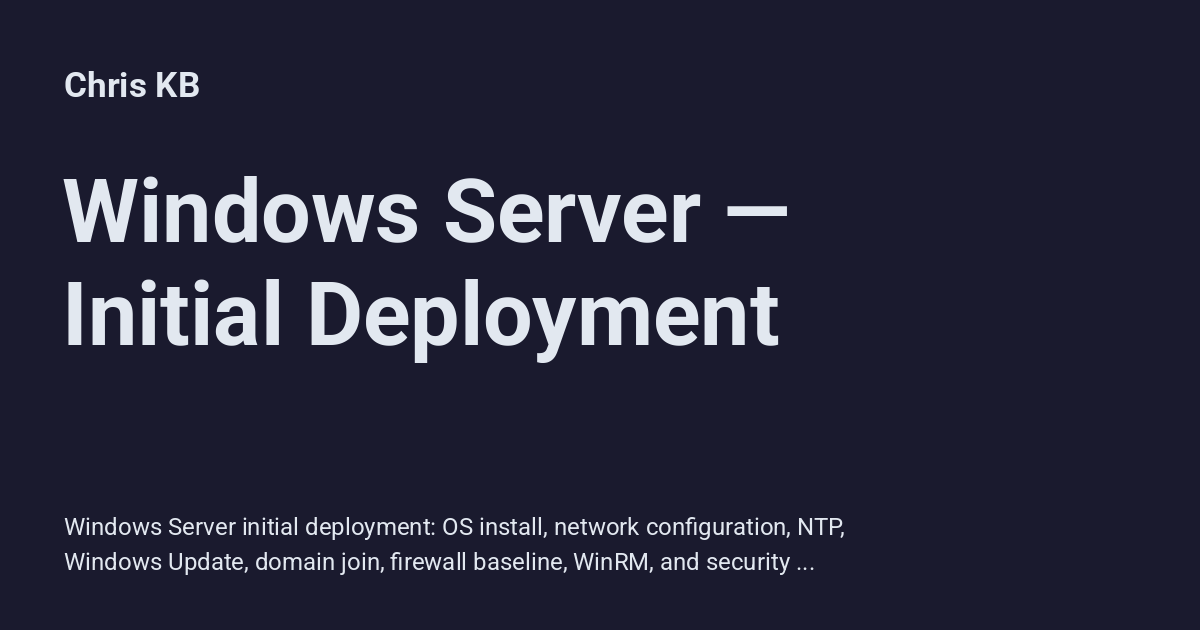 Chris KB
Windows Server —
Initial Deployment
Windows Server initial deployment: OS install, network configuration, NTP,
Windows Update, domain join, firewall baseline, WinRM, and security ...